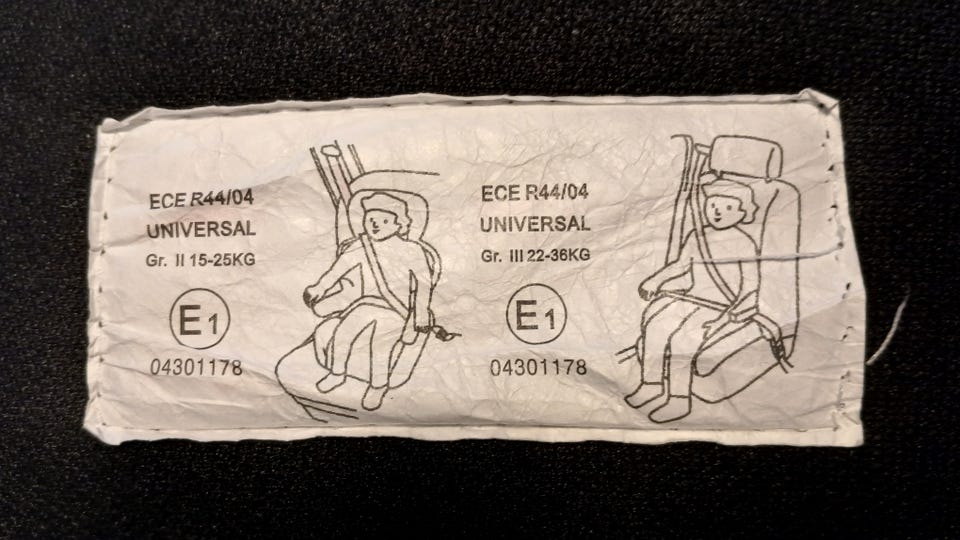 ECE R44/04
UNIVERSAL
Gr. II 15-25KG
E1
04301178
ECE R44/04
UNIVERSAL
Gr. III 22-36KG
E1
04301178